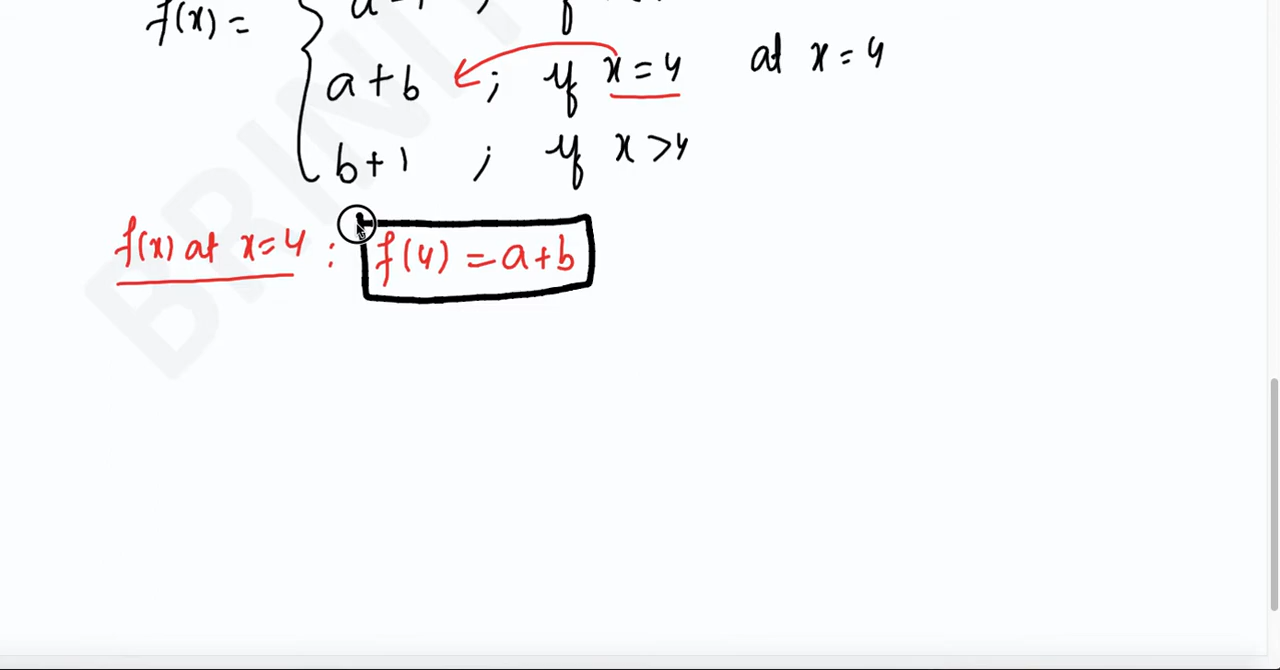 f(x) =
a + b ; if x = 4 at x = 4
b + 1 ; if x > 4
f(x) at x = 4 : f(4) = a + b